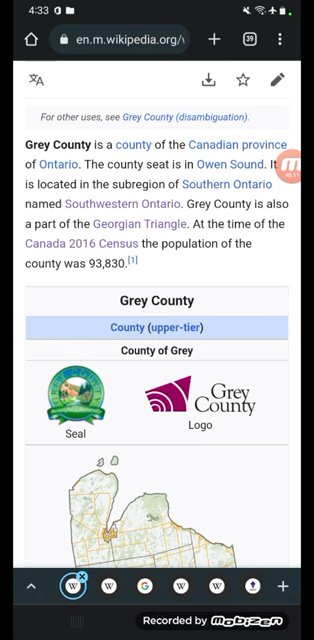 4:33
en.m.wikipedia.org/
39
For other uses, see Grey County (disambiguation).
Grey County is a county of the Canadian province
of Ontario. The county seat is in Owen Sound. It
is located in the subregion of Southern Ontario
named Southwestern Ontario. Grey County is also
a part of the Georgian Triangle. At the time of the
Canada 2016 Census the population of the
county was 93,830.[1]
Grey County
County (upper-tier)
County of Grey
GREY COUNTY
Grey
County
Seal
Logo
Recorded by Mobizen